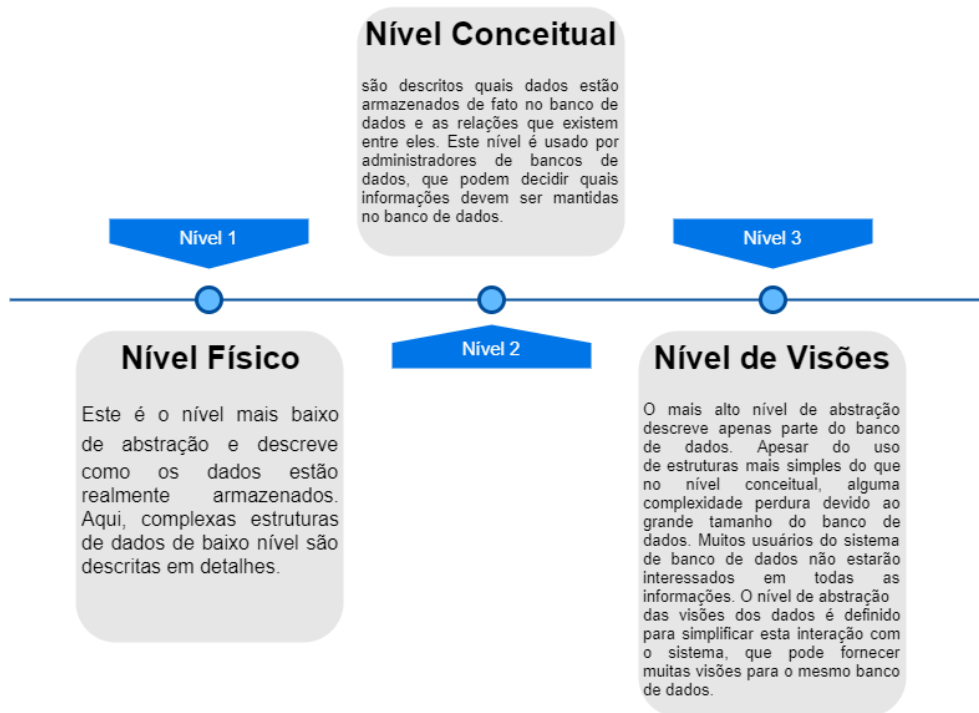 Nível Conceitual
são descritos quais dados estão
armazenados de fato no banco de
dados e as relações que existem
entre eles. Este nível é usado por
administradores de bancos de
dados, que podem decidir quais
informações devem ser mantidas
no banco de dados.
Nível 1
Nível 3
Nível 2
Nível Físico
Este é o nível mais baixo
de abstração e descreve
como os dados estão
realmente armazenados.
Aqui, complexas estruturas
de dados de baixo nível são
descritas em detalhes.
Nível de Visões
O mais alto nível de abstração
descreve apenas parte do banco
de dados. Apesar do uso
de estruturas mais simples do que
no nível conceitual, alguma
complexidade perdura devido ao
grande tamanho do banco de
dados. Muitos usuários do sistema
de banco de dados não estarão
interessados em todas as
informações. O nível de abstração
das visões dos dados é definido
para simplificar esta interação com
o sistema, que pode fornecer
muitas visões para o mesmo banco
de dados.